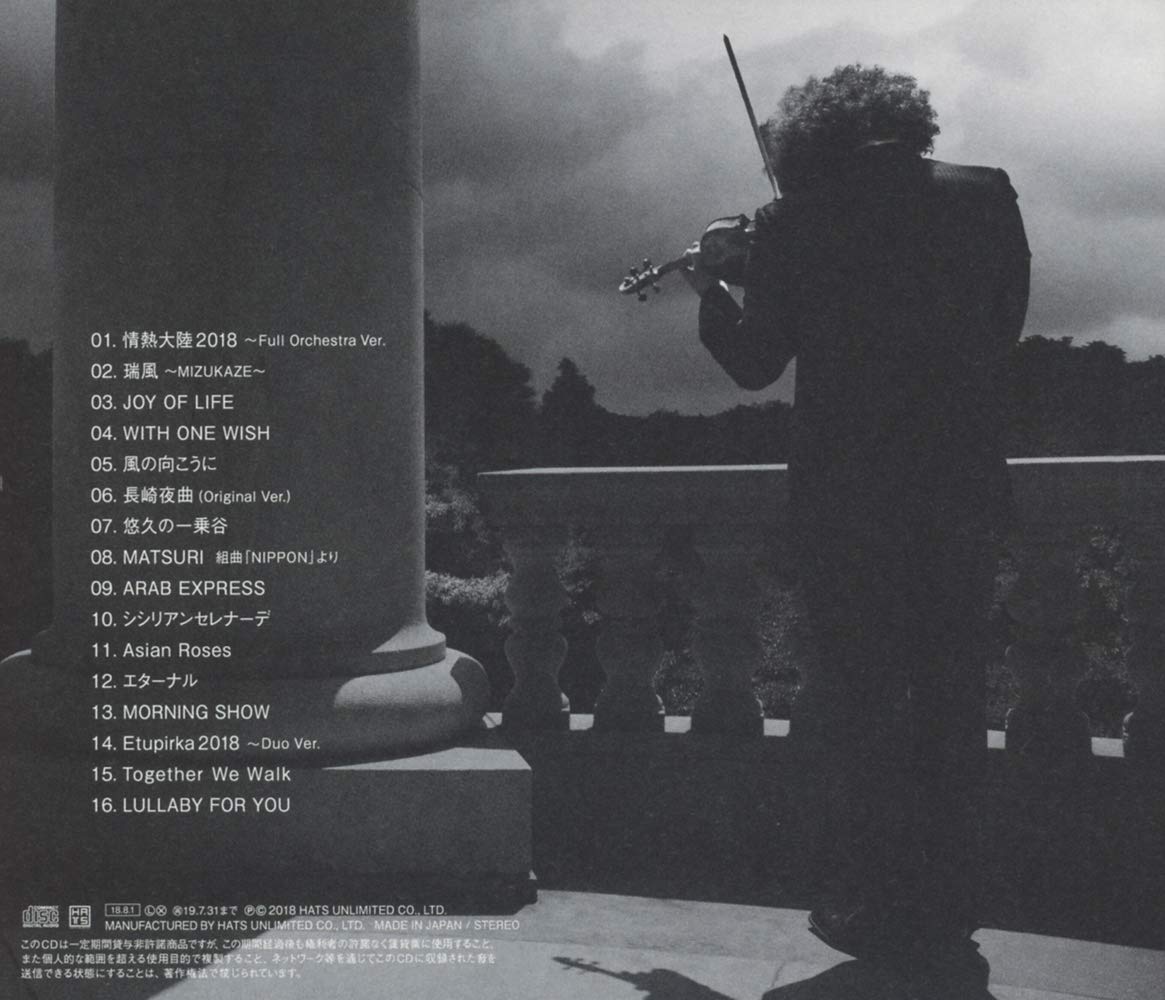 01. 情熱大陸2018 ～Full Orchestra Ver.
02. 瑞風 ～MIZUKAZE～
03. JOY OF LIFE
04. WITH ONE WISH
05. 風の向こうに
06. 長崎夜曲 (Original Ver.)
07. 悠久の一乗谷
08. MATSURI 組曲「NIPPON」より
09. ARAB EXPRESS
10. シシリアンセレナーデ
11. Asian Roses
12. エターナル
13. MORNING SHOW
14. Etupirka2018 ～Duo Ver.
15. Together We Walk
16. LULLABY FOR YOU
COMPACT disc DIGITAL AUDIO HATS 18.8.1 Ⓛ Ⓧ 19.7.31まで ℗© 2018 HATS UNLIMITED CO., LTD.
MANUFACTURED BY HATS UNLIMITED CO., LTD. MADE IN JAPAN / STEREO
このCDは一定期間貸与非許諾商品ですが、この期間経過後も権利者の許諾なく賃貸業に使用すること、
また個人的な範囲を超える使用目的で複製すること、ネットワーク等を通じてこのCDに収録された音を
送信できる状態にすることは、著作権法で禁じられています。